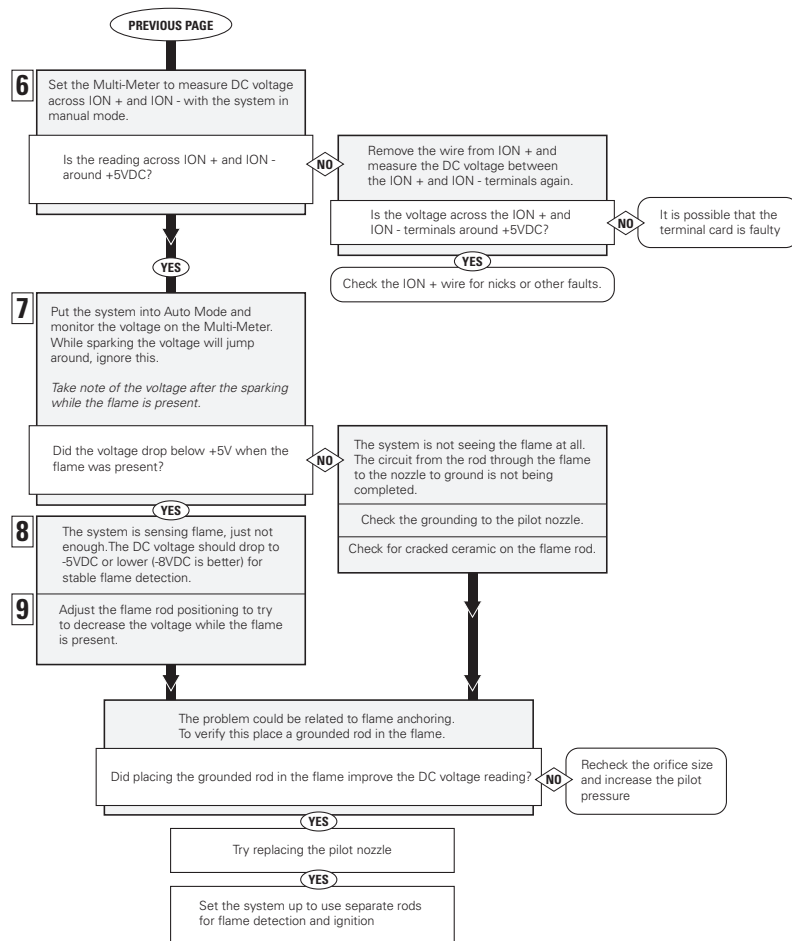 PREVIOUS PAGE
6
Set the Multi-Meter to measure DC voltage
across ION + and ION - with the system in
manual mode.
Is the reading across ION + and ION -
around +5VDC?
NO
Remove the wire from ION + and
measure the DC voltage between
the ION + and ION - terminals again.
Is the voltage across the ION + and
ION - terminals around +5VDC?
NO
It is possible that the
terminal card is faulty
YES
Check the ION + wire for nicks or other faults.
YES
7
Put the system into Auto Mode and
monitor the voltage on the Multi-Meter.
While sparking the voltage will jump
around, ignore this.
Take note of the voltage after the sparking
while the flame is present.
Did the voltage drop below +5V when the
flame was present?
NO
The system is not seeing the flame at all.
The circuit from the rod through the flame
to the nozzle to ground is not being
completed.
Check the grounding to the pilot nozzle.
Check for cracked ceramic on the flame rod.
YES
8
The system is sensing flame, just not
enough.The DC voltage should drop to
-5VDC or lower (-8VDC is better) for
stable flame detection.
9
Adjust the flame rod positioning to try
to decrease the voltage while the flame
is present.
The problem could be related to flame anchoring.
To verify this place a grounded rod in the flame.
Did placing the grounded rod in the flame improve the DC voltage reading?
NO
Recheck the orifice size
and increase the pilot
pressure
YES
Try replacing the pilot nozzle
YES
Set the system up to use separate rods
for flame detection and ignition